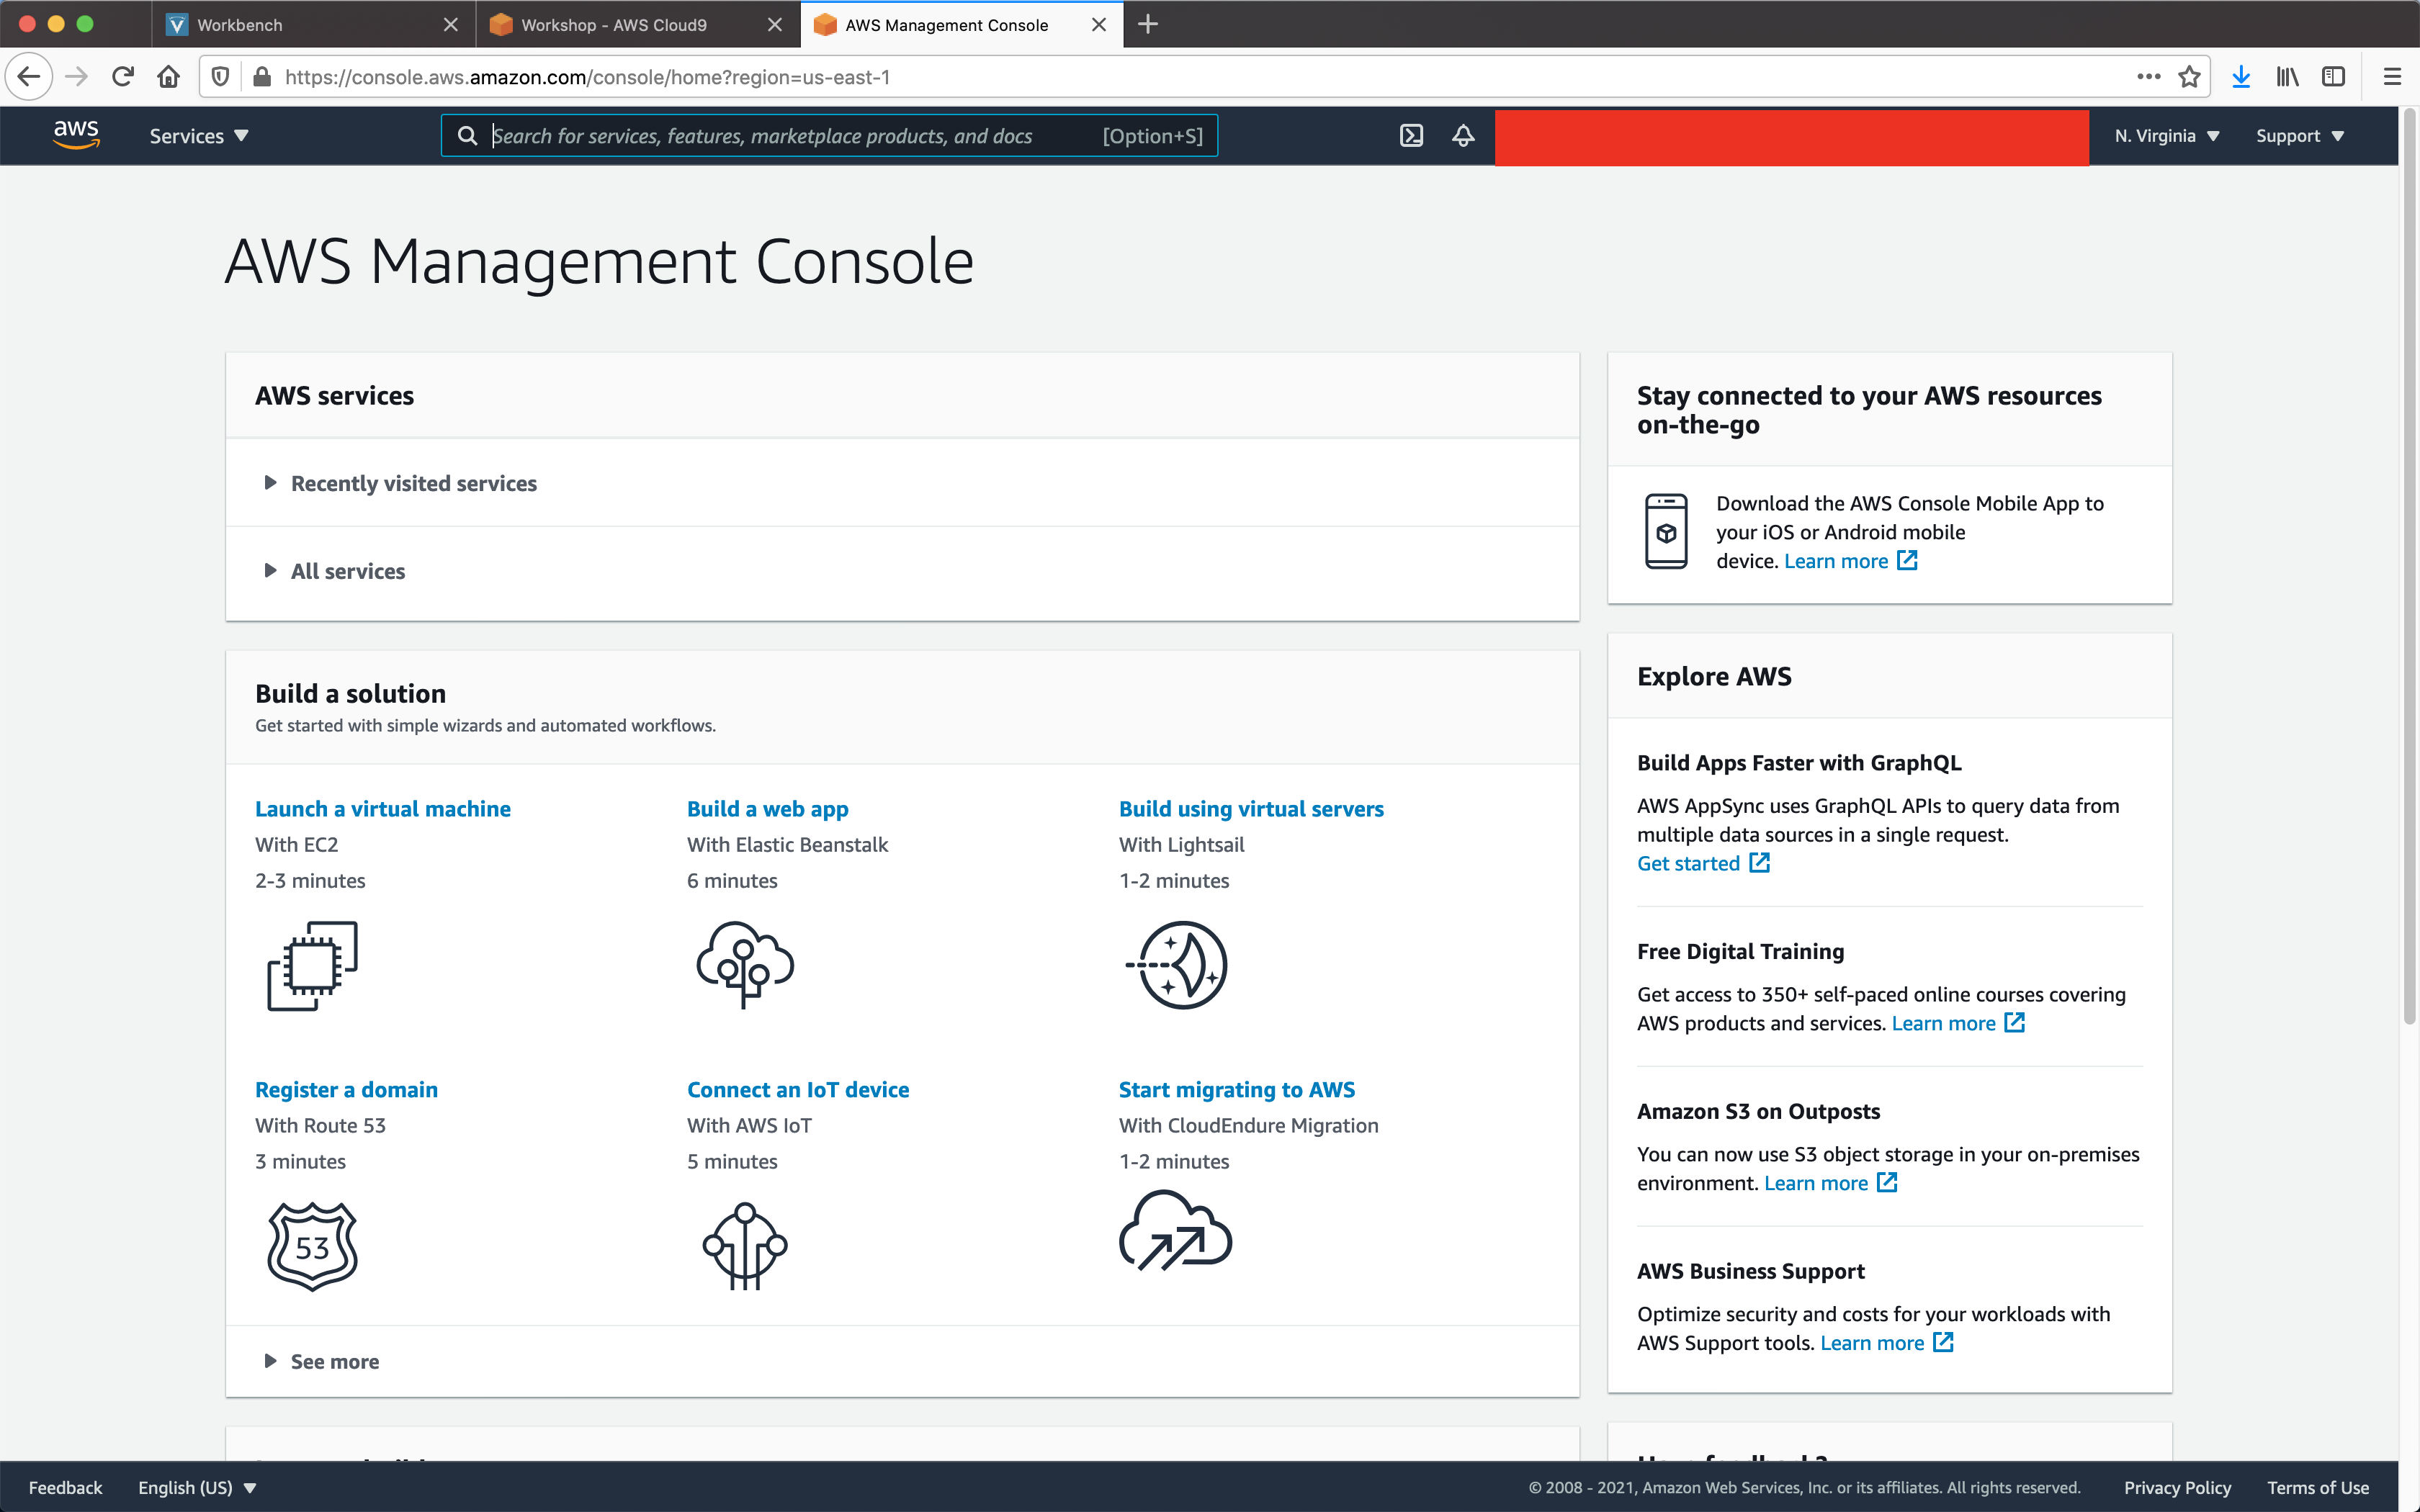 Workbench
Workshop - AWS Cloud9
AWS Management Console
https://console.aws.amazon.com/console/home?region=us-east-1
aws
Services
Search for services, features, marketplace products, and docs
[Option+S]
N. Virginia
Support
AWS Management Console
AWS services
Recently visited services
All services
Build a solution
Get started with simple wizards and automated workflows.
Launch a virtual machine
With EC2
2-3 minutes
Build a web app
With Elastic Beanstalk
6 minutes
Build using virtual servers
With Lightsail
1-2 minutes
Register a domain
With Route 53
3 minutes
53
Connect an IoT device
With AWS IoT
5 minutes
Start migrating to AWS
With CloudEndure Migration
1-2 minutes
See more
Stay connected to your AWS resources
on-the-go
Download the AWS Console Mobile App to
your iOS or Android mobile
device. Learn more
Explore AWS
Build Apps Faster with GraphQL
AWS AppSync uses GraphQL APIs to query data from
multiple data sources in a single request.
Get started
Free Digital Training
Get access to 350+ self-paced online courses covering
AWS products and services. Learn more
Amazon S3 on Outposts
You can now use S3 object storage in your on-premises
environment. Learn more
AWS Business Support
Optimize security and costs for your workloads with
AWS Support tools. Learn more
Feedback
English (US)
© 2008 - 2021, Amazon Web Services, Inc. or its affiliates. All rights reserved.
Privacy Policy
Terms of Use